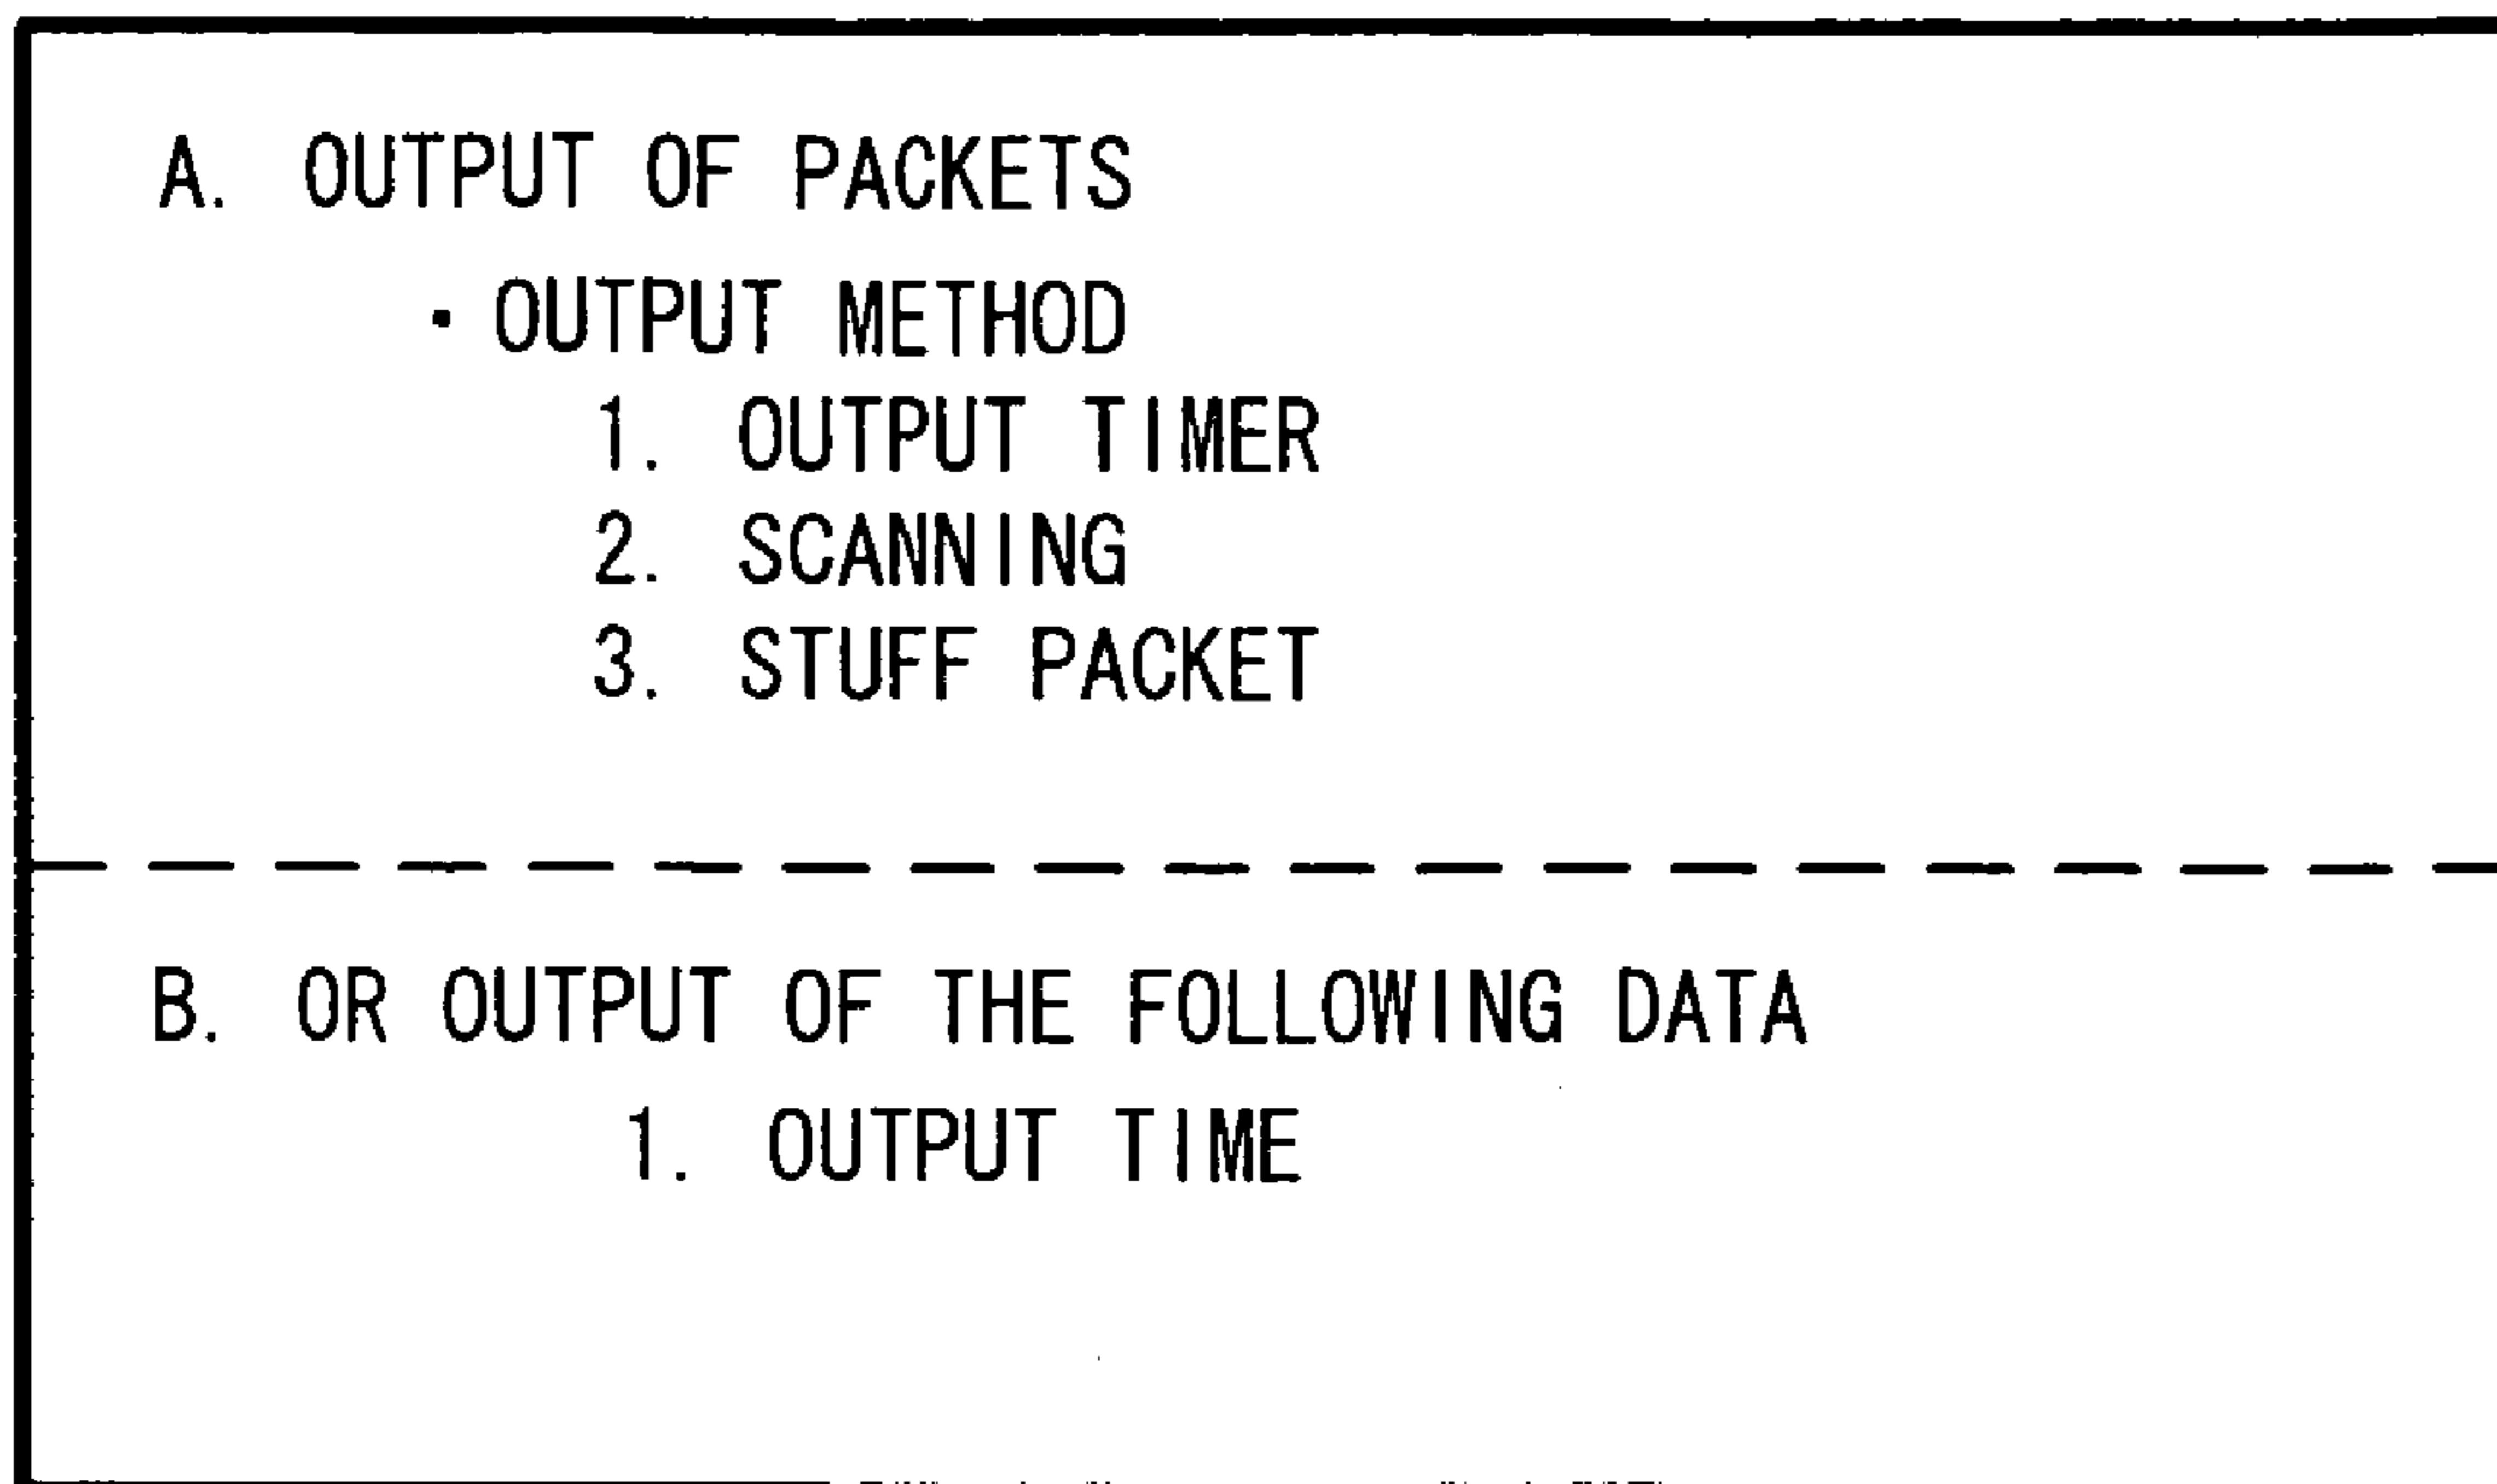 A. OUTPUT OF PACKETS
・OUTPUT METHOD
1. OUTPUT TIMER
2. SCANNING
3. STUFF PACKET
B. OR OUTPUT OF THE FOLLOWING DATA
1. OUTPUT TIME